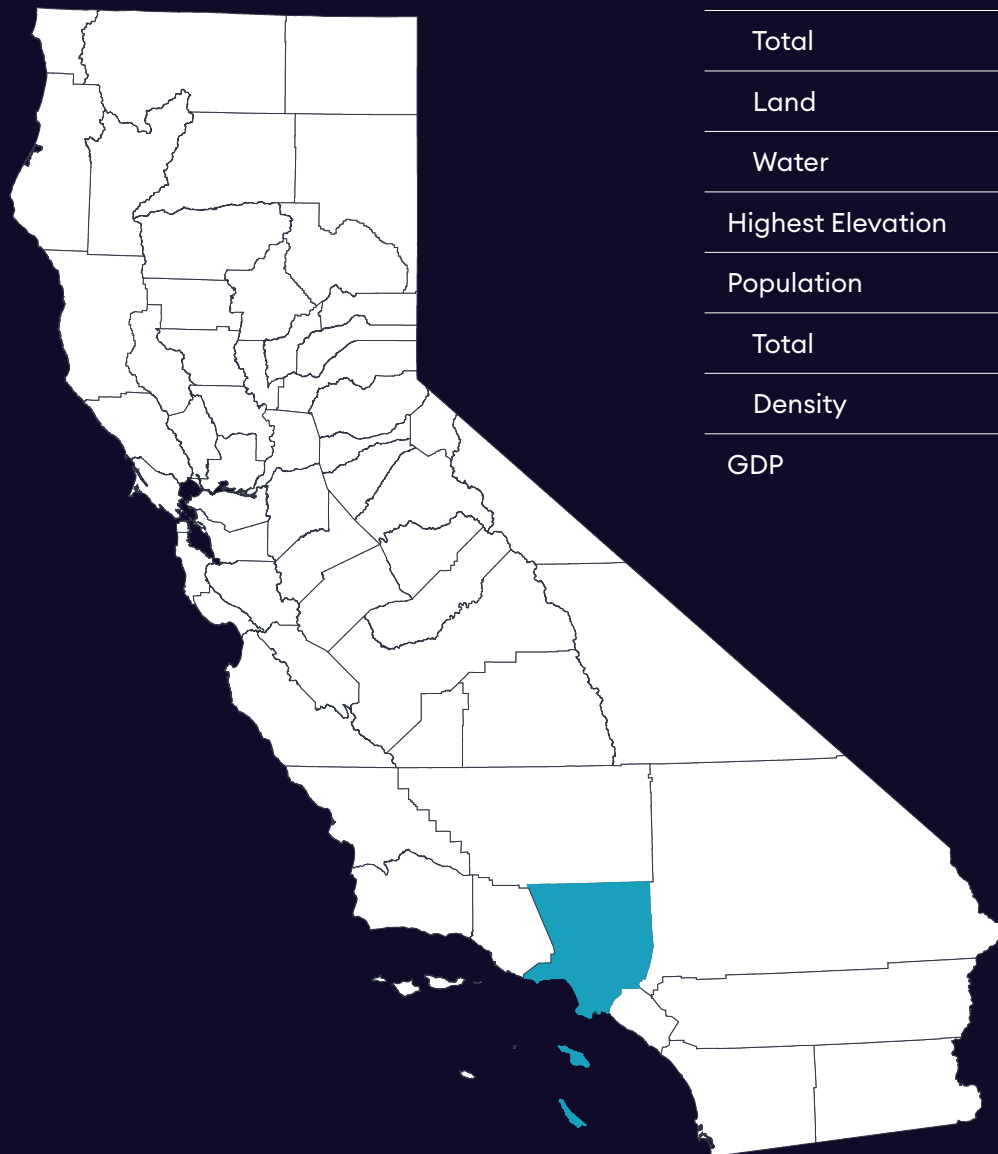 Total
Land
Water
Highest Elevation
Population
Total
Density
GDP